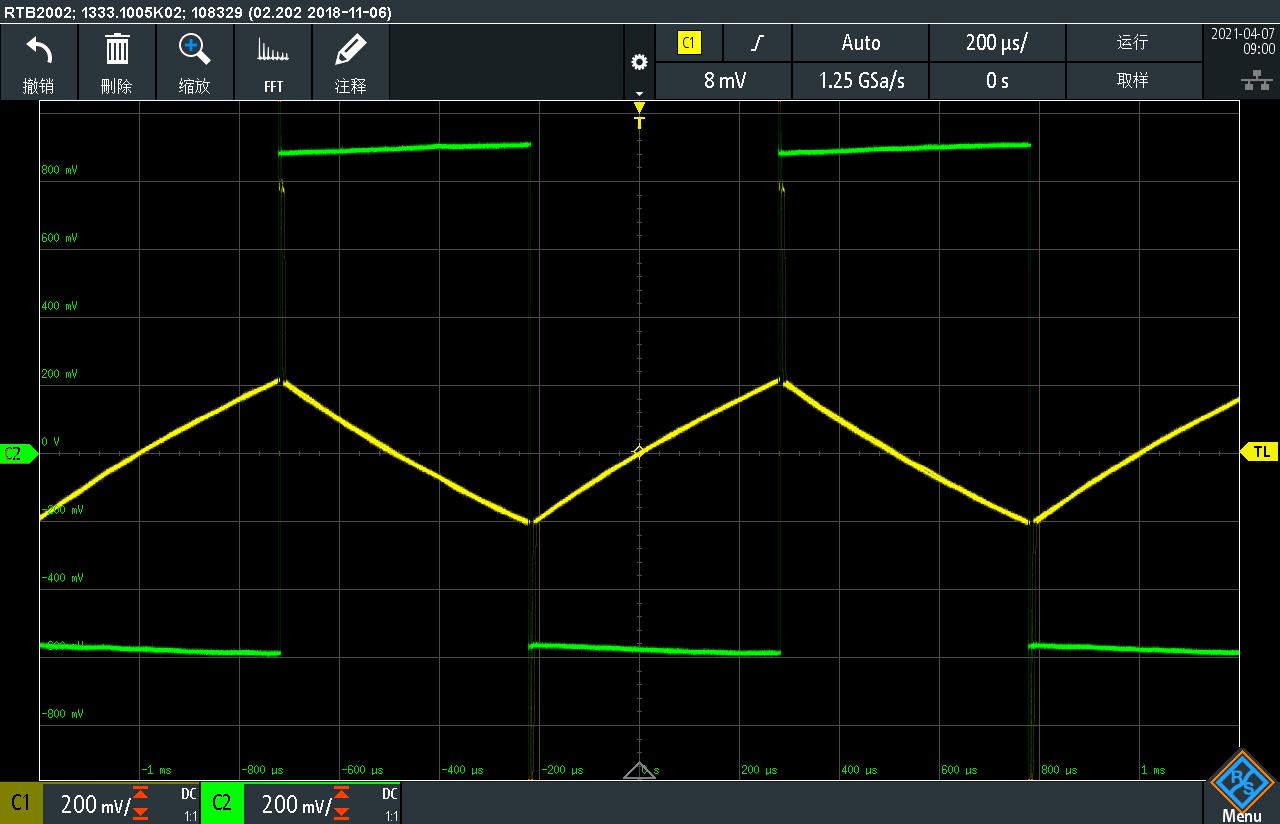 RTB2002; 1333.1005K02; 108329 (02.202 2018-11-06)
撤销
刪除
缩放
FFT
注释
C1
Auto
200 µs/
运行
8 mV
1.25 GSa/s
0 s
取样
2021-04-07
09:00
T
800 mV
600 mV
400 mV
200 mV
0 V
C2
TL
-200 mV
-400 mV
-600 mV
-800 mV
-1 ms
-800 µs
-600 µs
-400 µs
-200 µs
0 s
200 µs
400 µs
600 µs
800 µs
1 ms
C1
200 mV/
DC
1:1
C2
200 mV/
DC
1:1
R&S
Menu